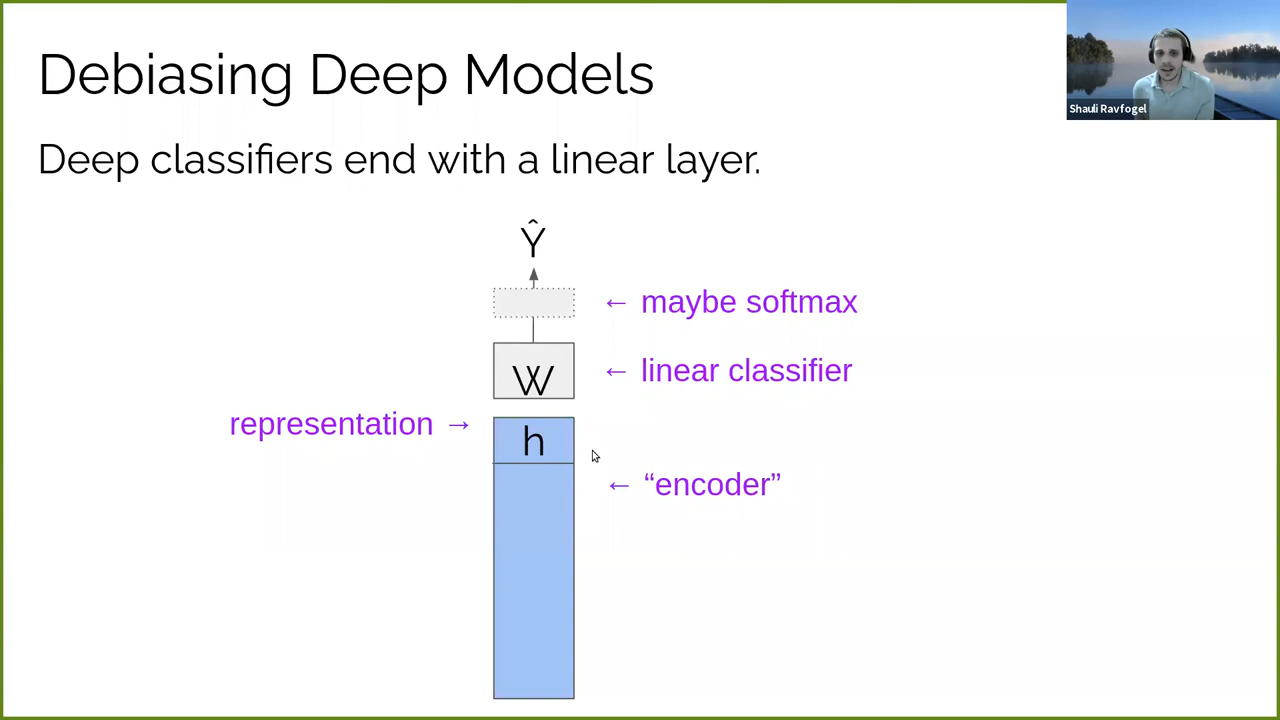 Debiasing Deep Models
Shauli Ravfogel
Deep classifiers end with a linear layer.
Ŷ
← maybe softmax
W
← linear classifier
representation →
h
← “encoder”